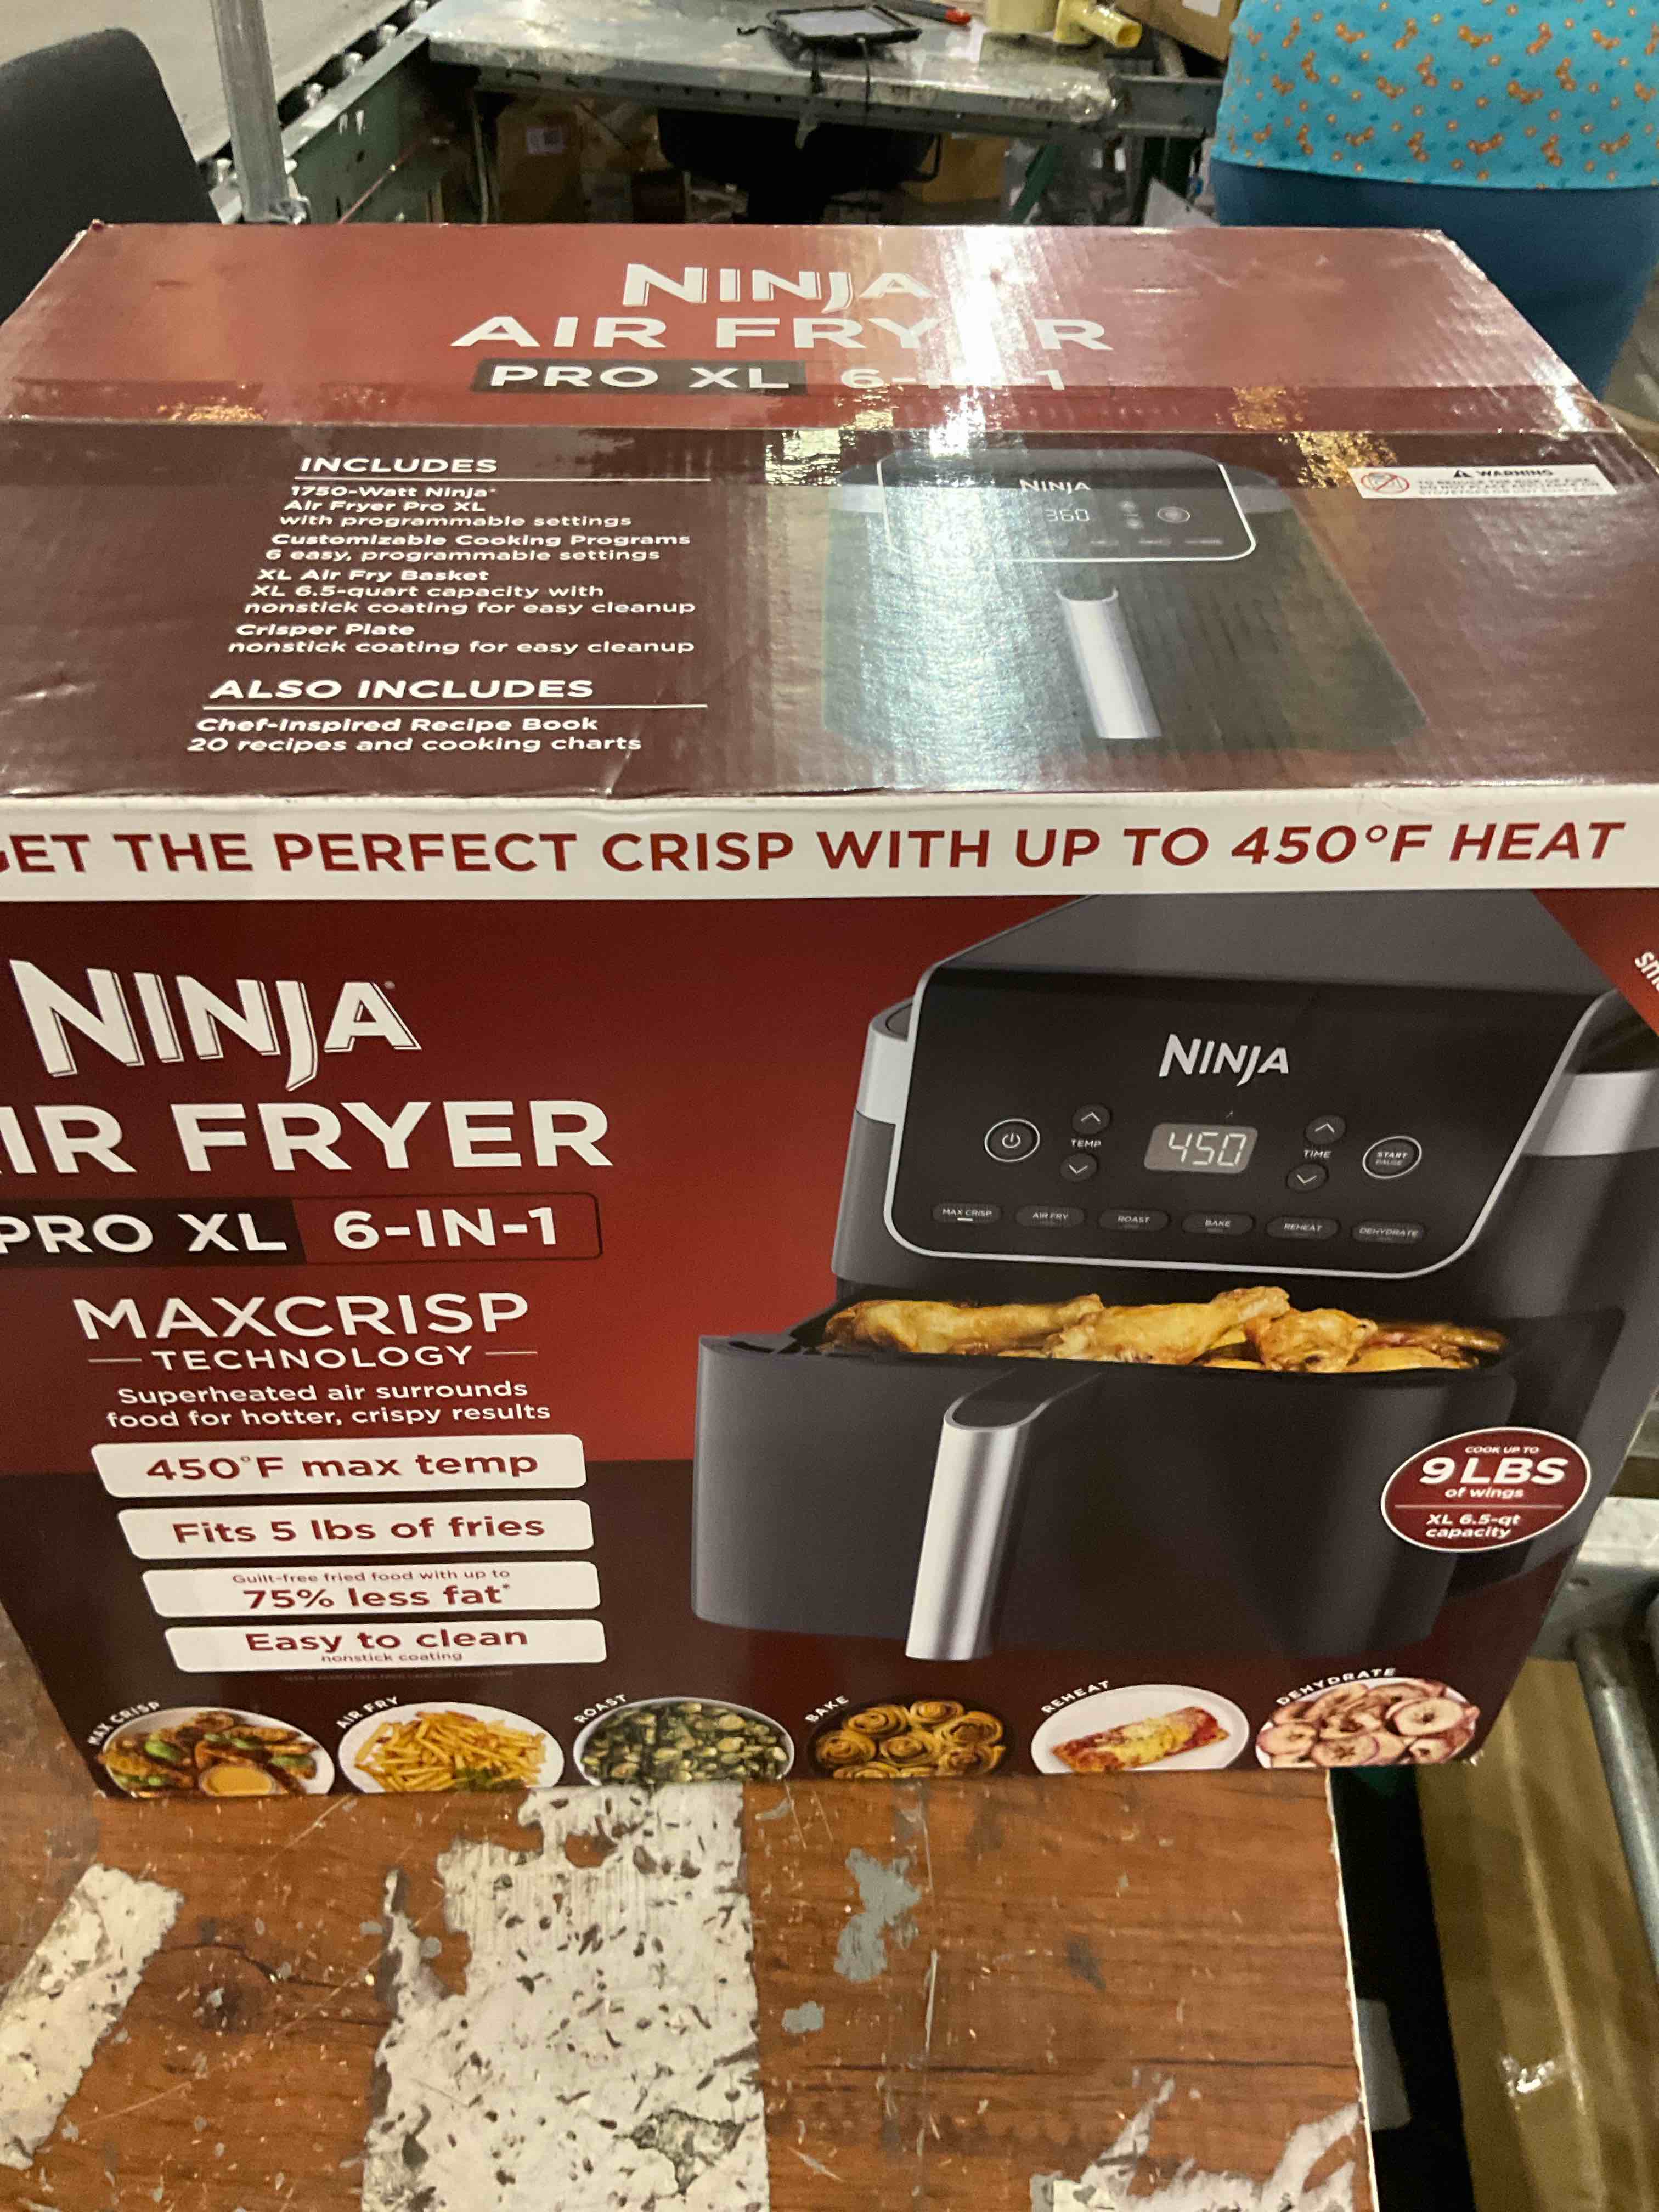 NINJA
AIR FRYER
PRO XL 6-IN-1
INCLUDES
1750-Watt Ninja®
Air Fryer Pro XL
with programmable settings
Customizable Cooking Programs
6 easy, programmable settings
XL Air Fry Basket
XL 6.5-quart capacity with
nonstick coating for easy cleanup
Crisper Plate
nonstick coating for easy cleanup
ALSO INCLUDES
Chef-Inspired Recipe Book
20 recipes and cooking charts
NINJA
360
WARNING
GET THE PERFECT CRISP WITH UP TO 450°F HEAT
NINJA®
IR FRYER
PRO XL 6-IN-1
MAXCRISP
TECHNOLOGY
Superheated air surrounds
food for hotter, crispy results
450°F max temp
Fits 5 lbs of fries
Guilt-free fried food with up to
75% less fat*
Easy to clean
nonstick coating
NINJA
TEMP
450
TIME
START
PAUSE
MAX CRISP AIR FRY ROAST BAKE REHEAT DEHYDRATE
COOK UP TO
9 LBS
of wings
XL 6.5-qt
capacity
MAX CRISP AIR FRY ROAST BAKE REHEAT DEHYDRATE